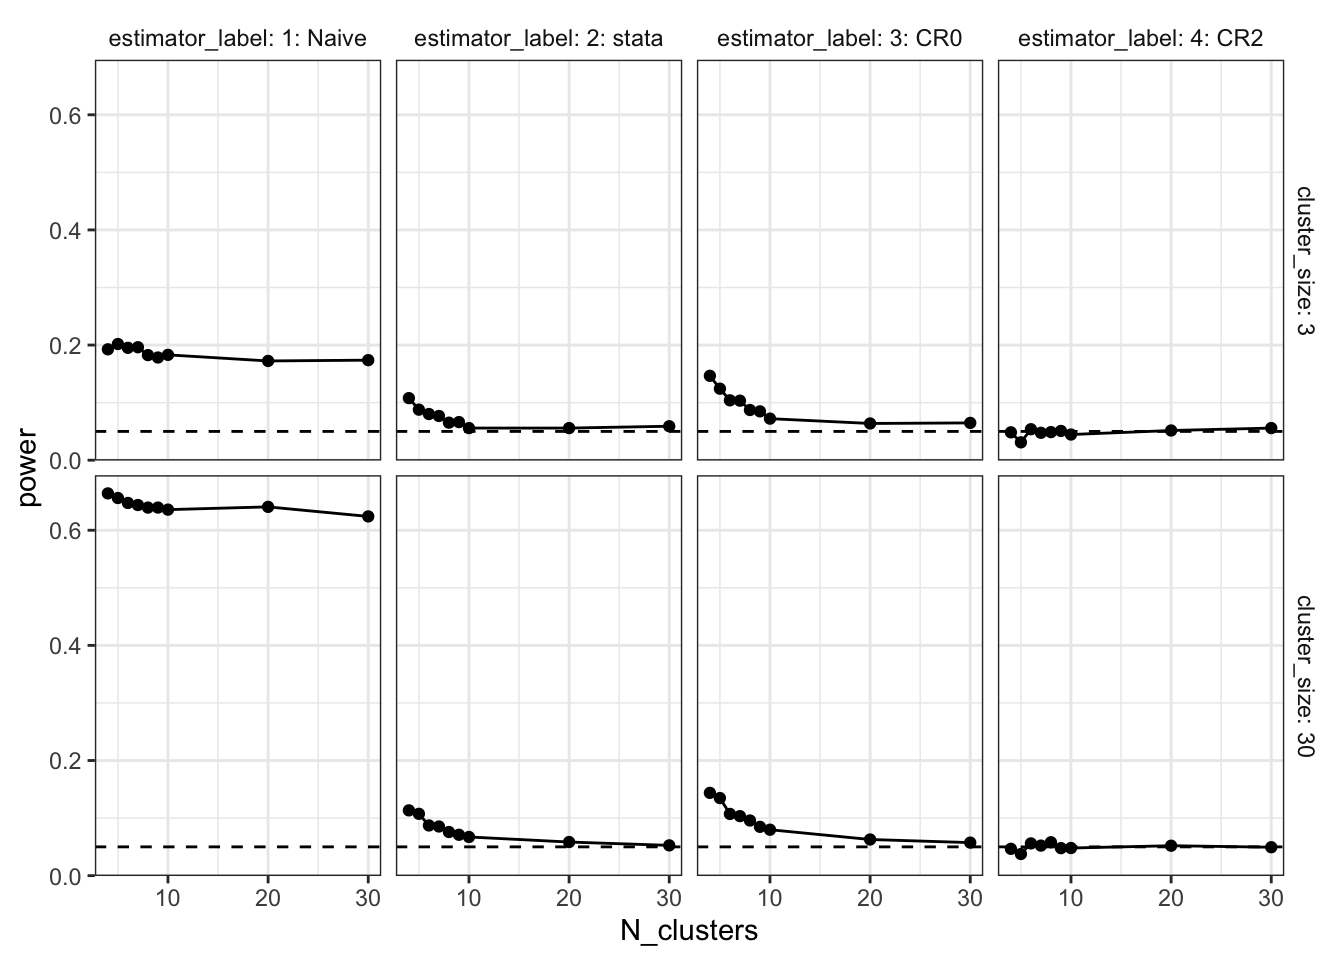 estimator_label: 1: Naive
estimator_label: 2: stata
estimator_label: 3: CR0
estimator_label: 4: CR2
0.6
0.4
0.2
0.0
cluster_size: 3
power
0.6
0.4
0.2
0.0
cluster_size: 30
10 20 30
10 20 30
10 20 30
10 20 30
N_clusters